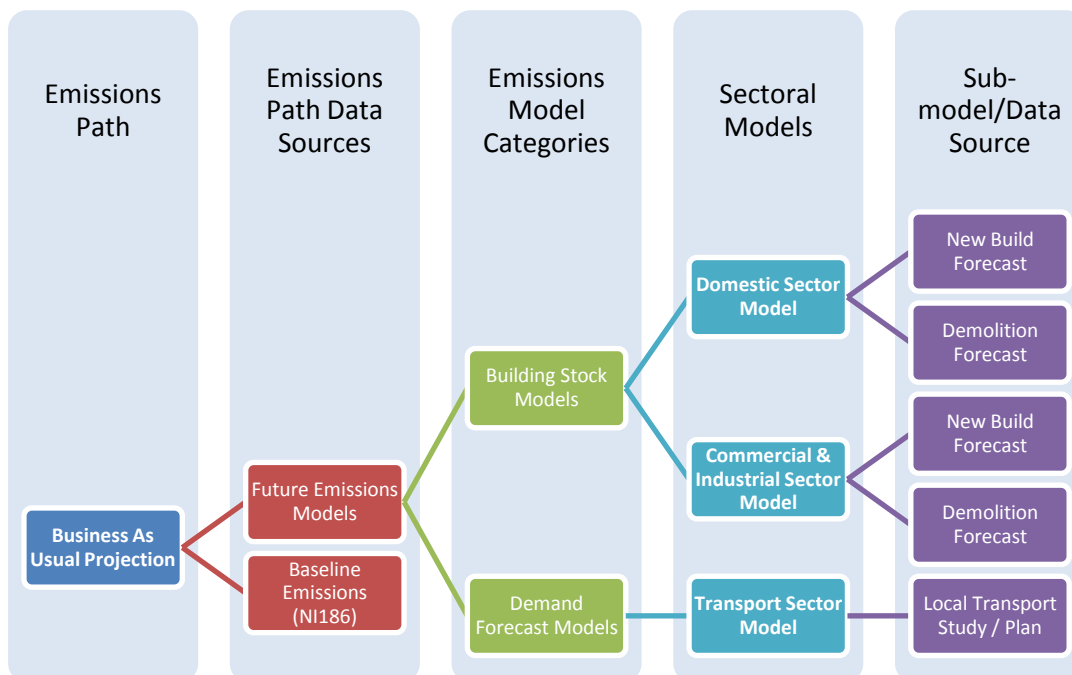 Emissions
Path
Emissions
Path Data
Sources
Emissions
Model
Categories
Sectoral
Models
Sub-
model/Data
Source
Business As
Usual Projection
Future Emissions
Models
Baseline
Emissions
(NI186)
Building Stock
Models
Demand
Forecast Models
Domestic Sector
Model
Commercial &
Industrial Sector
Model
Transport Sector
Model
New Build
Forecast
Demolition
Forecast
New Build
Forecast
Demolition
Forecast
Local Transport
Study / Plan